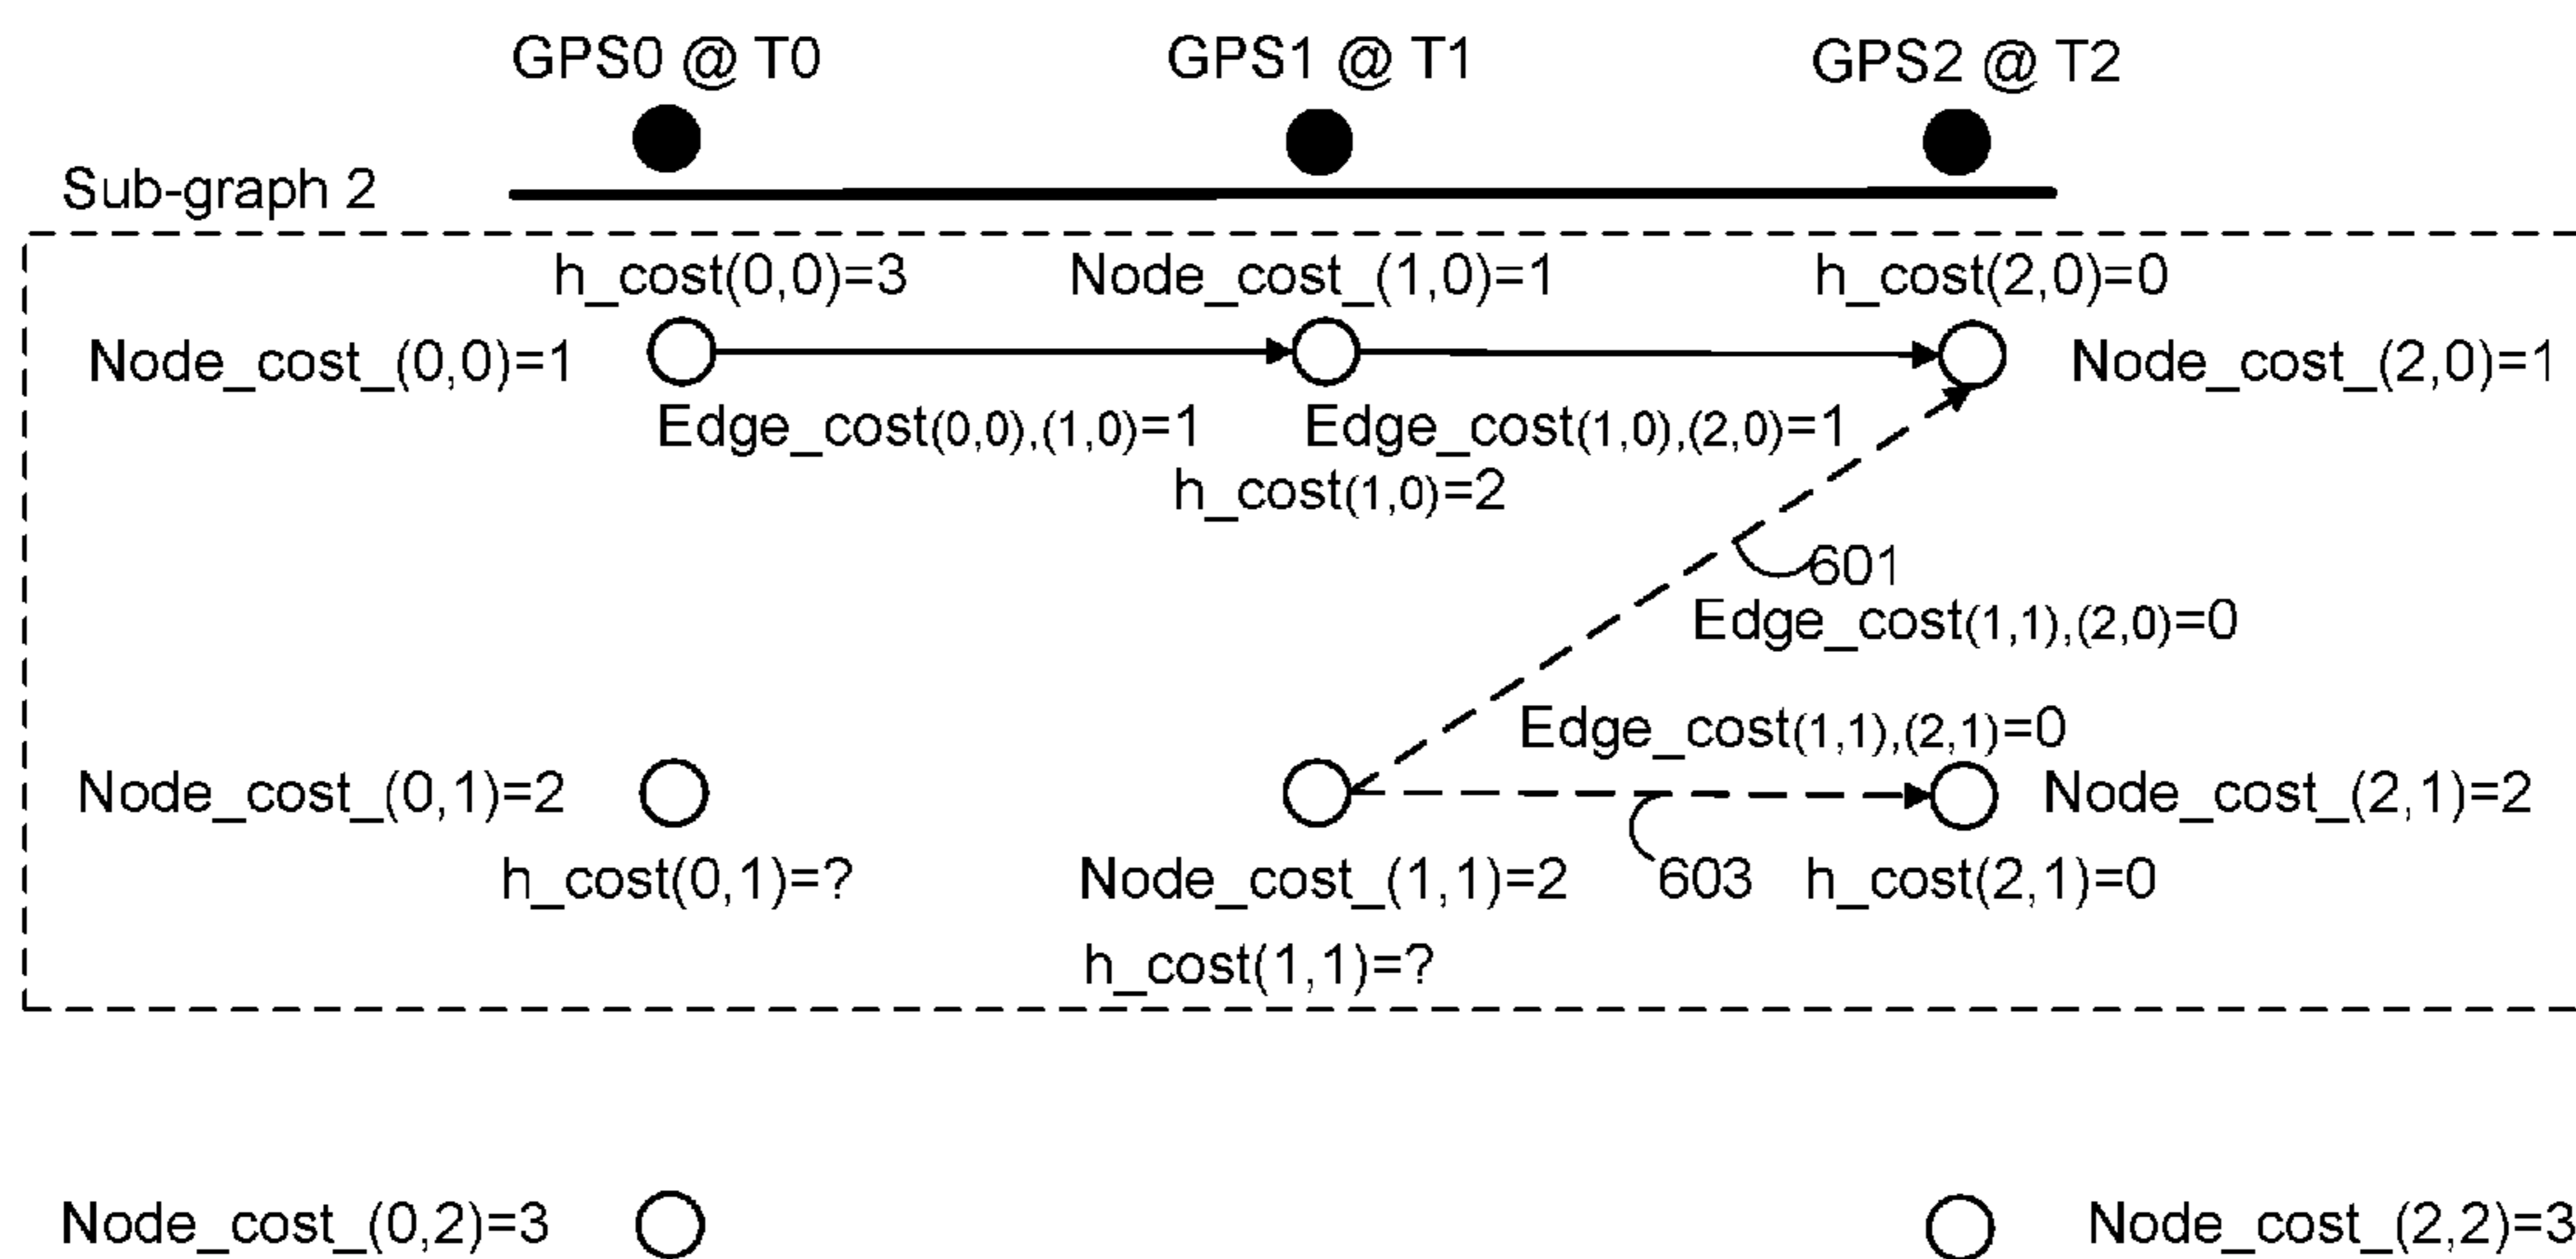 GPS0 @ T0 GPS1 @ T1 GPS2 @ T2
Sub-graph 2
h_cost(0,0)=3 Node_cost_(1,0)=1 h_cost(2,0)=0
Node_cost_(0,0)=1 Node_cost_(2,0)=1
Edge_cost(0,0),(1,0)=1 Edge_cost(1,0),(2,0)=1
h_cost(1,0)=2
601
Edge_cost(1,1),(2,0)=0
Edge_cost(1,1),(2,1)=0
Node_cost_(0,1)=2 Node_cost_(2,1)=2
h_cost(0,1)=? Node_cost_(1,1)=2 603 h_cost(2,1)=0
h_cost(1,1)=?
Node_cost_(0,2)=3 Node_cost_(2,2)=3